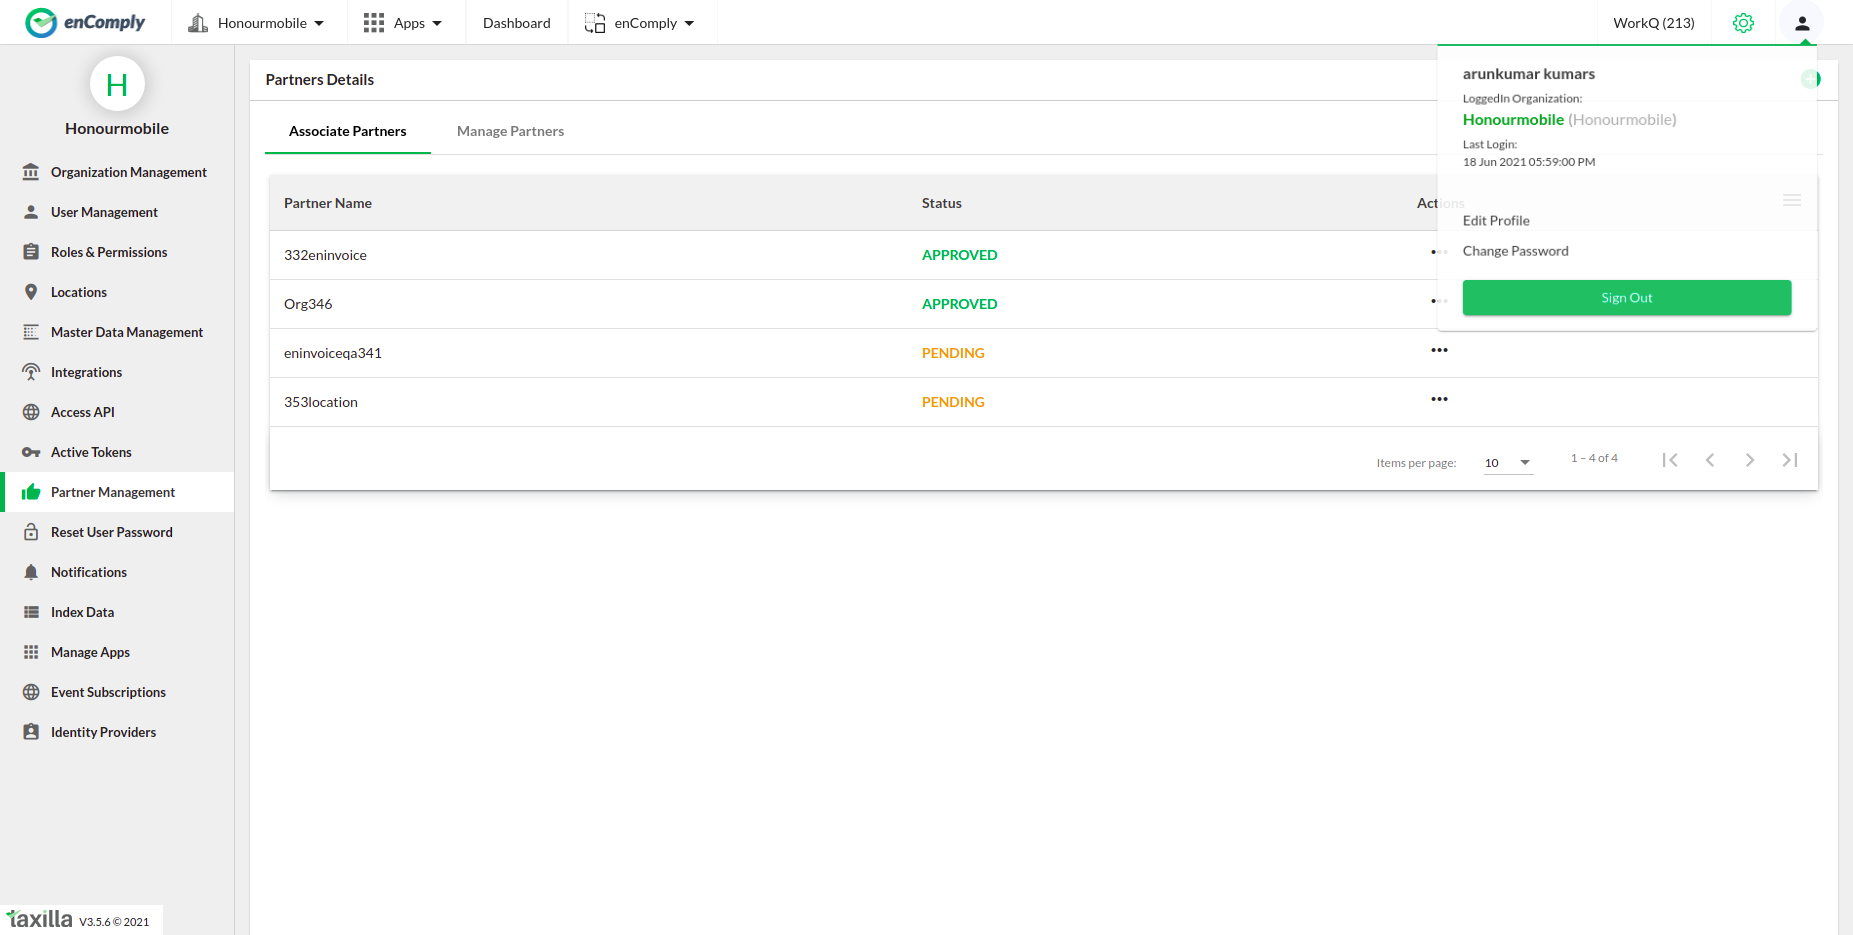 enComply
Honourmobile
Apps
Dashboard
enComply
WorkQ (213)
H
Honourmobile
Organization Management
User Management
Roles & Permissions
Locations
Master Data Management
Integrations
Access API
Active Tokens
Partner Management
Reset User Password
Notifications
Index Data
Manage Apps
Event Subscriptions
Identity Providers
taxilla V3.5.6 © 2021
Partners Details
Associate Partners
Manage Partners
Partner Name Status Actions
332eninvoice APPROVED
Org346 APPROVED
eninvoiceqa341 PENDING
353location PENDING
Items per page: 10 1 – 4 of 4
arunkumar kumars
LoggedIn Organization:
Honourmobile (Honourmobile)
Last Login:
18 Jun 2021 05:59:00 PM
Edit Profile
Change Password
Sign Out